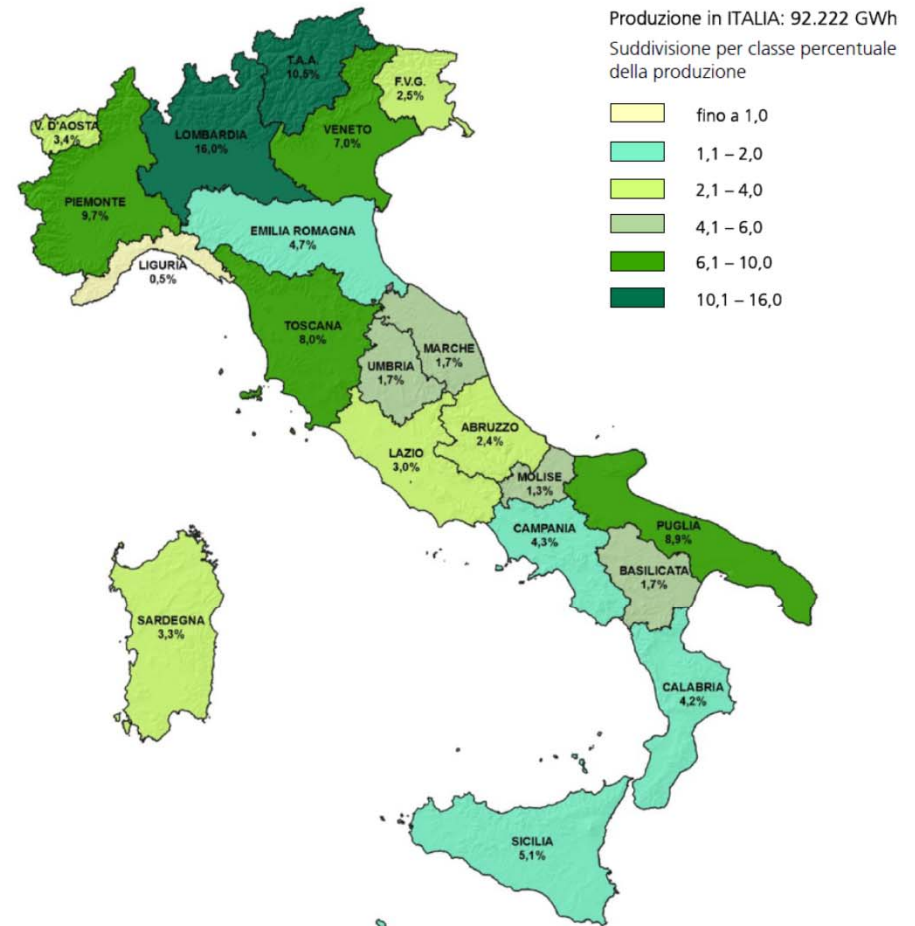 Produzione in ITALIA: 92.222 GWh
Suddivisione per classe percentuale
della produzione
fino a 1,0
1,1 – 2,0
2,1 – 4,0
4,1 – 6,0
6,1 – 10,0
10,1 – 16,0
T.A.A.
10,5%
F.V.G.
2,5%
V. D'AOSTA
3,4%
LOMBARDIA
16,0%
VENETO
7,0%
PIEMONTE
9,7%
EMILIA ROMAGNA
4,7%
LIGURIA
0,5%
TOSCANA
8,0%
MARCHE
1,7%
UMBRIA
1,7%
ABRUZZO
2,4%
LAZIO
3,0%
MOLISE
1,3%
CAMPANIA
4,3%
PUGLIA
8,9%
BASILICATA
1,7%
SARDEGNA
3,3%
CALABRIA
4,2%
SICILIA
5,1%